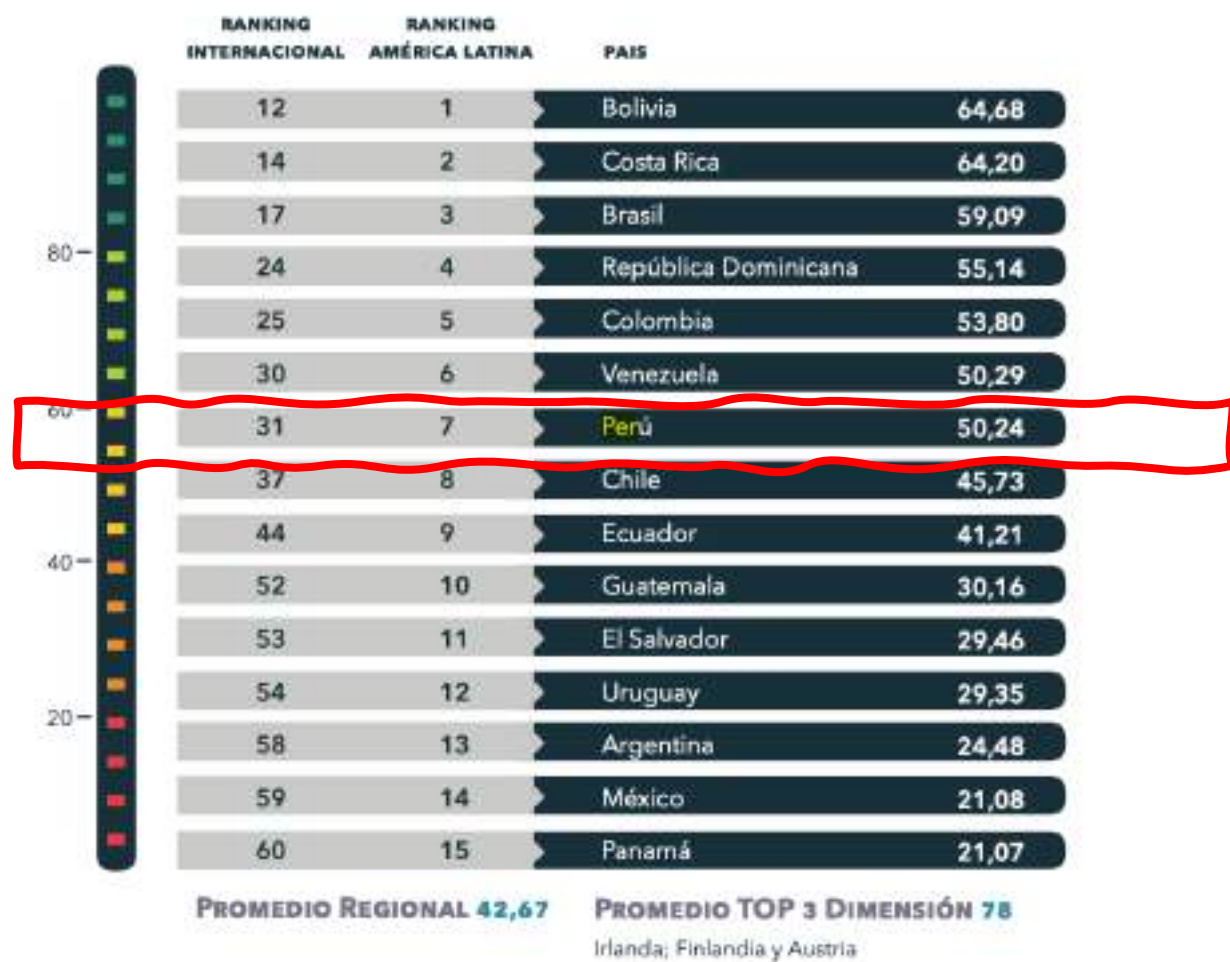 RANKING INTERNACIONAL RANKING AMÉRICA LATINA PAIS
12 1 Bolivia 64,68
14 2 Costa Rica 64,20
17 3 Brasil 59,09
80 24 4 República Dominicana 55,14
25 5 Colombia 53,80
30 6 Venezuela 50,29
60 31 7 Perú 50,24
37 8 Chile 45,73
44 9 Ecuador 41,21
40 52 10 Guatemala 30,16
53 11 El Salvador 29,46
54 12 Uruguay 29,35
20 58 13 Argentina 24,48
59 14 México 21,08
60 15 Panamá 21,07
PROMEDIO REGIONAL 42,67 PROMEDIO TOP 3 DIMENSIÓN 78
Irlanda; Finlandia y Austria